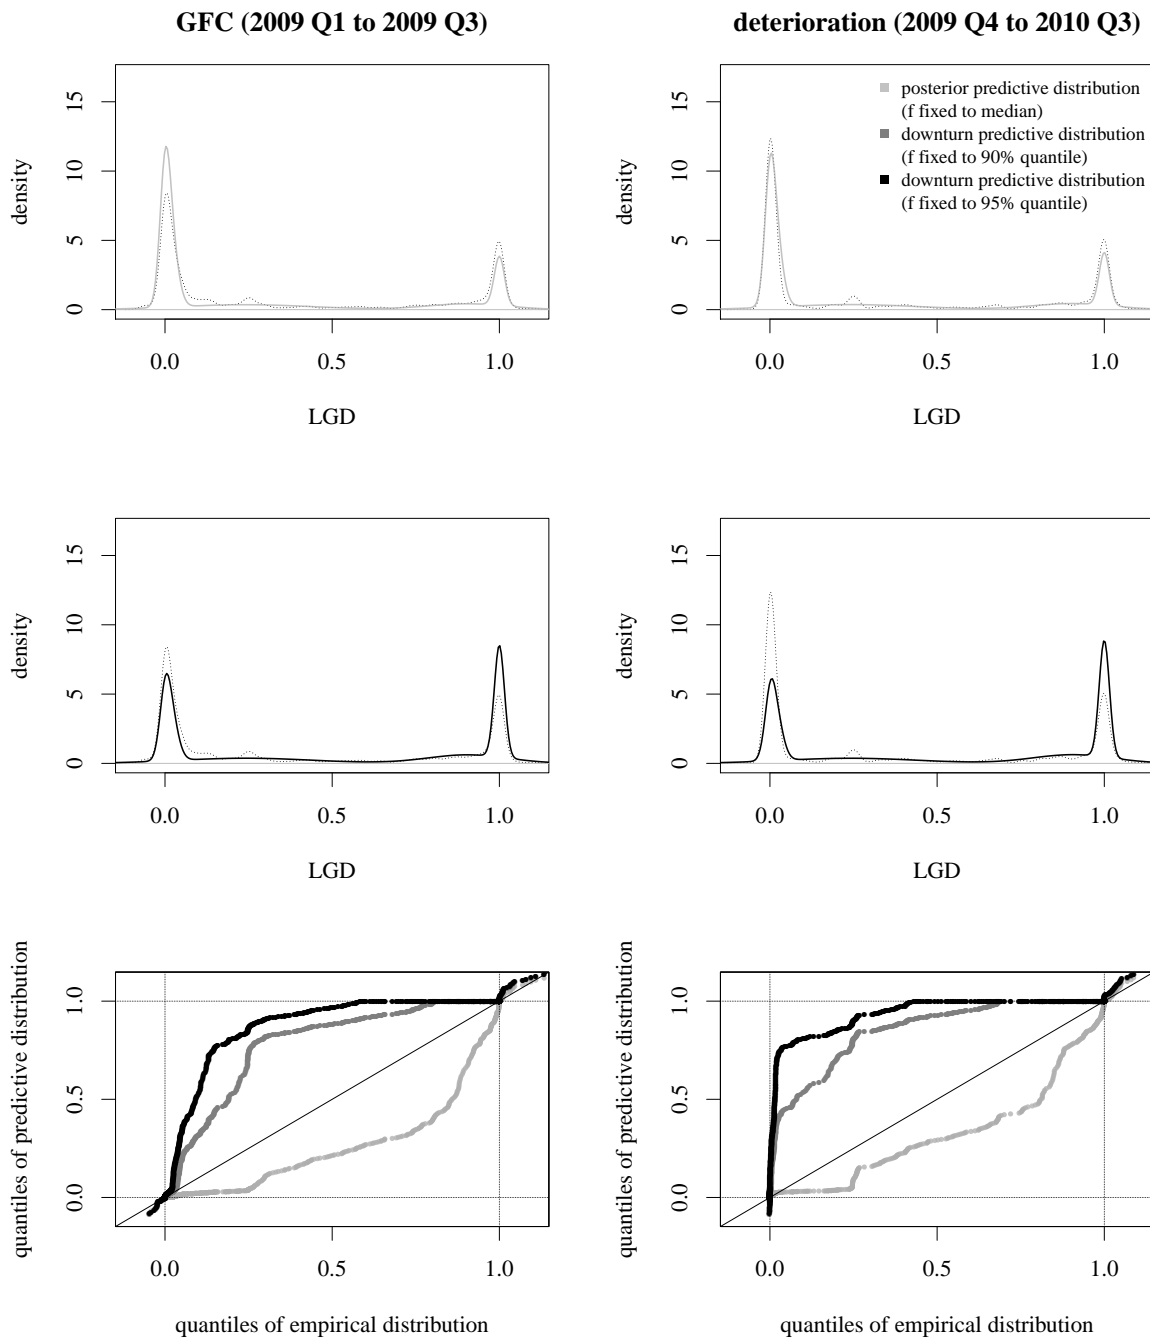 GFC (2009 Q1 to 2009 Q3)
deterioration (2009 Q4 to 2010 Q3)
density
15
10
5
0
0.0 0.5 1.0
LGD
density
15
10
5
0
posterior predictive distribution
(f fixed to median)
downturn predictive distribution
(f fixed to 90% quantile)
downturn predictive distribution
(f fixed to 95% quantile)
0.0 0.5 1.0
LGD
density
15
10
5
0
0.0 0.5 1.0
LGD
density
15
10
5
0
0.0 0.5 1.0
LGD
quantiles of predictive distribution
1.0
0.5
0.0
0.0 0.5 1.0
quantiles of empirical distribution
quantiles of predictive distribution
1.0
0.5
0.0
0.0 0.5 1.0
quantiles of empirical distribution